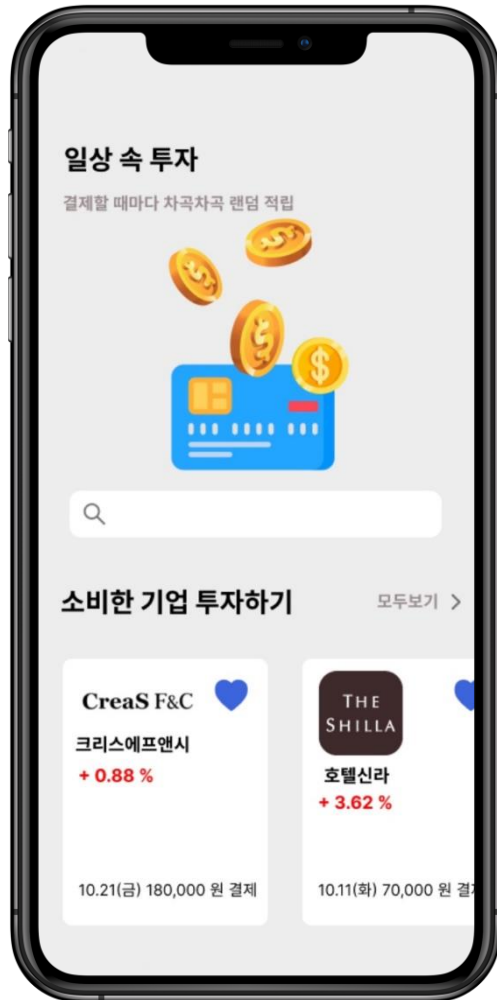 일상 속 투자
결제할 때마다 차곡차곡 랜덤 적립
소비한 기업 투자하기
모두보기
CreaS F&C
크리스에프앤시
+ 0.88 %
10.21(금) 180,000 원 결제
THE
SHILLA
호텔신라
+ 3.62 %
10.11(화) 70,000 원